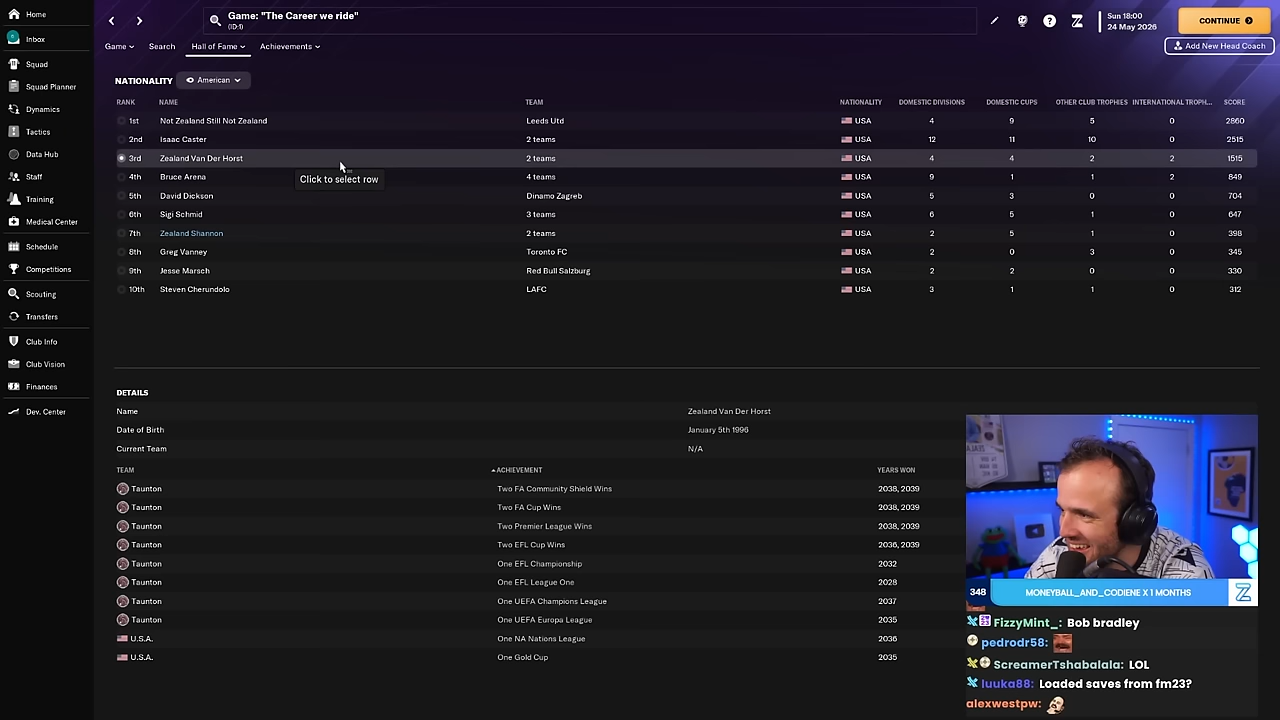 Home
Inbox
Squad
Squad Planner
Dynamics
Tactics
Data Hub
Staff
Training
Medical Center
Schedule
Competitions
Scouting
Transfers
Club Info
Club Vision
Finances
Dev. Center
Game: "The Career we ride"
(ID:1)
Sun 18:00
24 May 2026
CONTINUE
Game Search Hall of Fame Achievements
Add New Head Coach
NATIONALITY American
RANK NAME TEAM NATIONALITY DOMESTIC DIVISIONS DOMESTIC CUPS OTHER CLUB TROPHIES INTERNATIONAL TROPH... SCORE
1st Not Zealand Still Not Zealand Leeds Utd USA 4 9 5 0 2860
2nd Isaac Caster 2 teams USA 12 11 10 0 2515
3rd Zealand Van Der Horst 2 teams USA 4 4 2 2 1515
4th Bruce Arena 4 teams USA 9 1 1 2 849
Click to select row
5th David Dickson Dinamo Zagreb USA 5 3 0 0 704
6th Sigi Schmid 3 teams USA 6 5 1 0 647
7th Zealand Shannon 2 teams USA 2 5 1 0 398
8th Greg Vanney Toronto FC USA 2 0 3 0 345
9th Jesse Marsch Red Bull Salzburg USA 2 2 0 0 330
10th Steven Cherundolo LAFC USA 3 1 1 0 312
DETAILS
Name Zealand Van Der Horst
Date of Birth January 5th 1996
Current Team N/A
TEAM ACHIEVEMENT YEARS WON
Taunton Two FA Community Shield Wins 2038, 2039
Taunton Two FA Cup Wins 2038, 2039
Taunton Two Premier League Wins 2038, 2039
Taunton Two EFL Cup Wins 2036, 2039
Taunton One EFL Championship 2032
Taunton One EFL League One 2028
Taunton One UEFA Champions League 2037
Taunton One UEFA Europa League 2035
U.S.A. One NA Nations League 2036
U.S.A. One Gold Cup 2035
348 MONEYBALL_AND_CODIENE X 1 MONTHS
FizzyMint_: Bob bradley
pedrodr58:
ScreamerTshabalala: LOL
luuka88: Loaded saves from fm23?
alexwestpw: